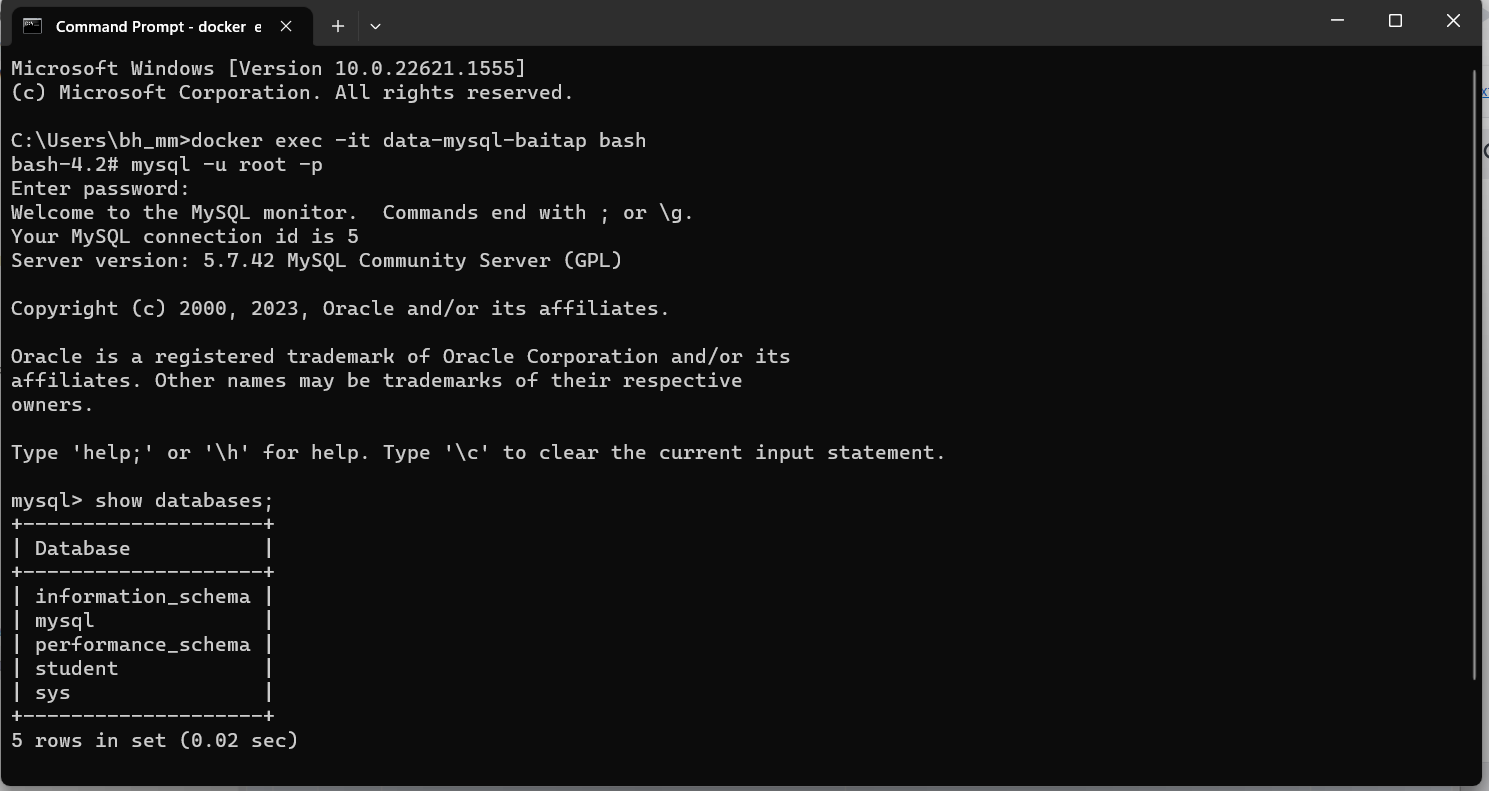 Command Prompt - docker  e
Microsoft Windows [Version 10.0.22621.1555]
(c) Microsoft Corporation. All rights reserved.
C:\Users\bh_mm>docker exec -it data-mysql-baitap bash
bash-4.2# mysql -u root -p
Enter password:
Welcome to the MySQL monitor.  Commands end with ; or \g.
Your MySQL connection id is 5
Server version: 5.7.42 MySQL Community Server (GPL)
Copyright (c) 2000, 2023, Oracle and/or its affiliates.
Oracle is a registered trademark of Oracle Corporation and/or its
affiliates. Other names may be trademarks of their respective
owners.
Type 'help;' or '\h' for help. Type '\c' to clear the current input statement.
mysql> show databases;
+--------------------+
| Database           |
+--------------------+
| information_schema |
| mysql              |
| performance_schema |
| student            |
| sys                |
+--------------------+
5 rows in set (0.02 sec)